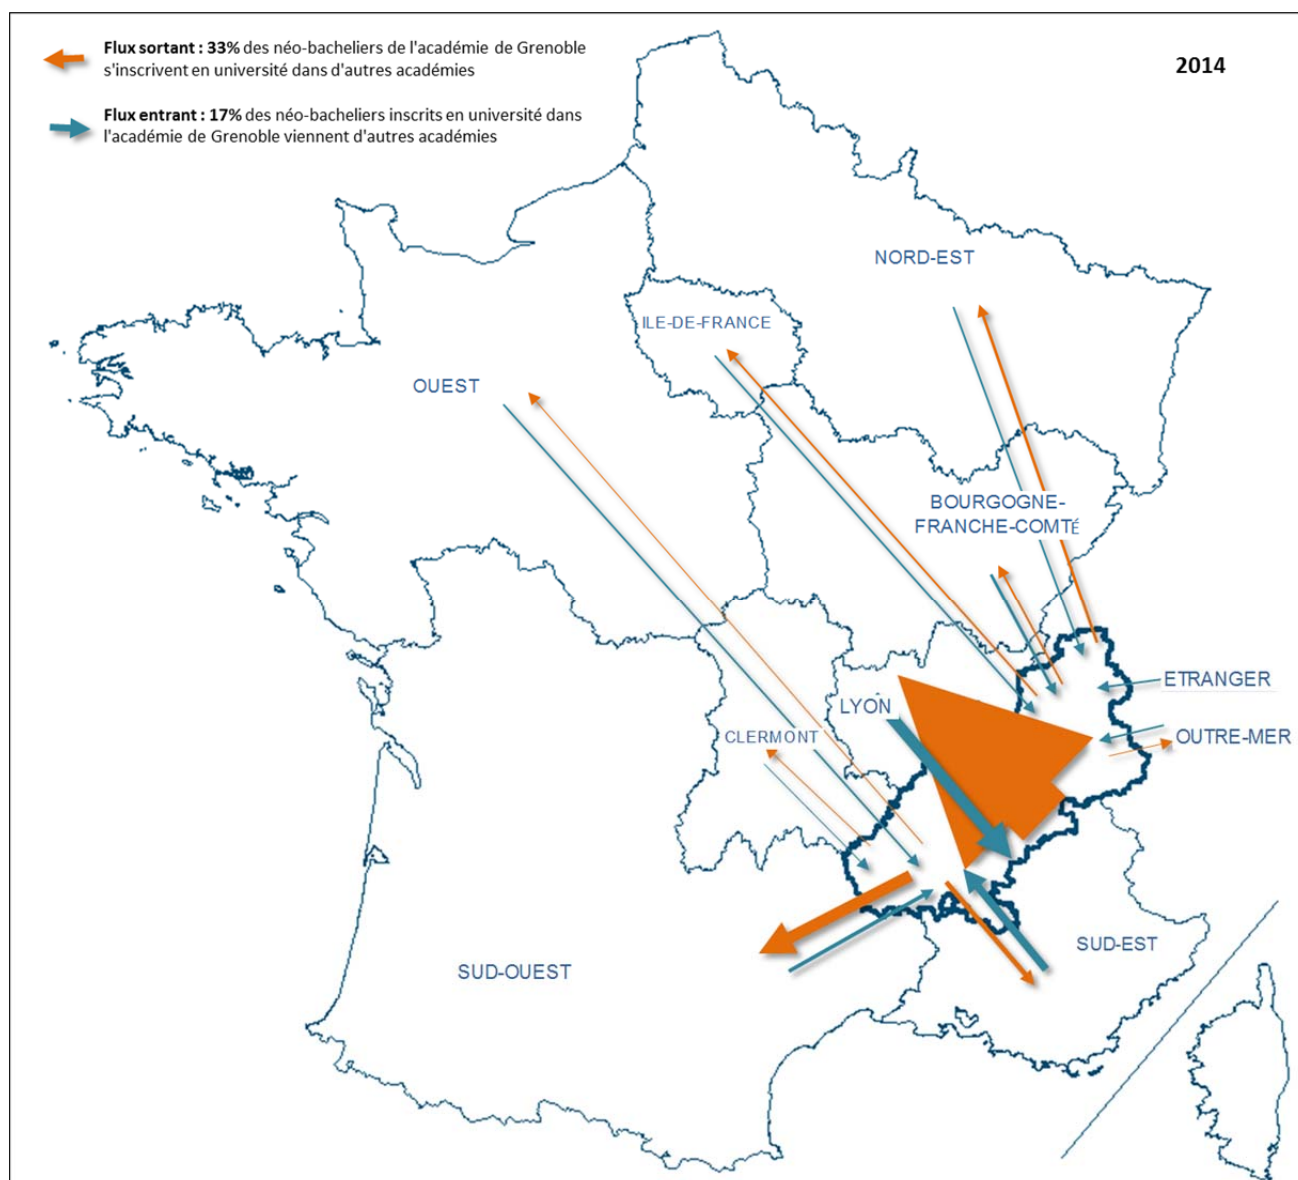 Flux sortant : 33% des néo-bacheliers de l'académie de Grenoble
s'inscrivent en université dans d'autres académies
2014
Flux entrant : 17% des néo-bacheliers inscrits en université dans
l'académie de Grenoble viennent d'autres académies
NORD-EST
ILE-DE-FRANCE
OUEST
BOURGOGNE-
FRANCHE-COMTÉ
ETRANGER
LYON
CLERMONT
OUTRE-MER
SUD-EST
SUD-OUEST